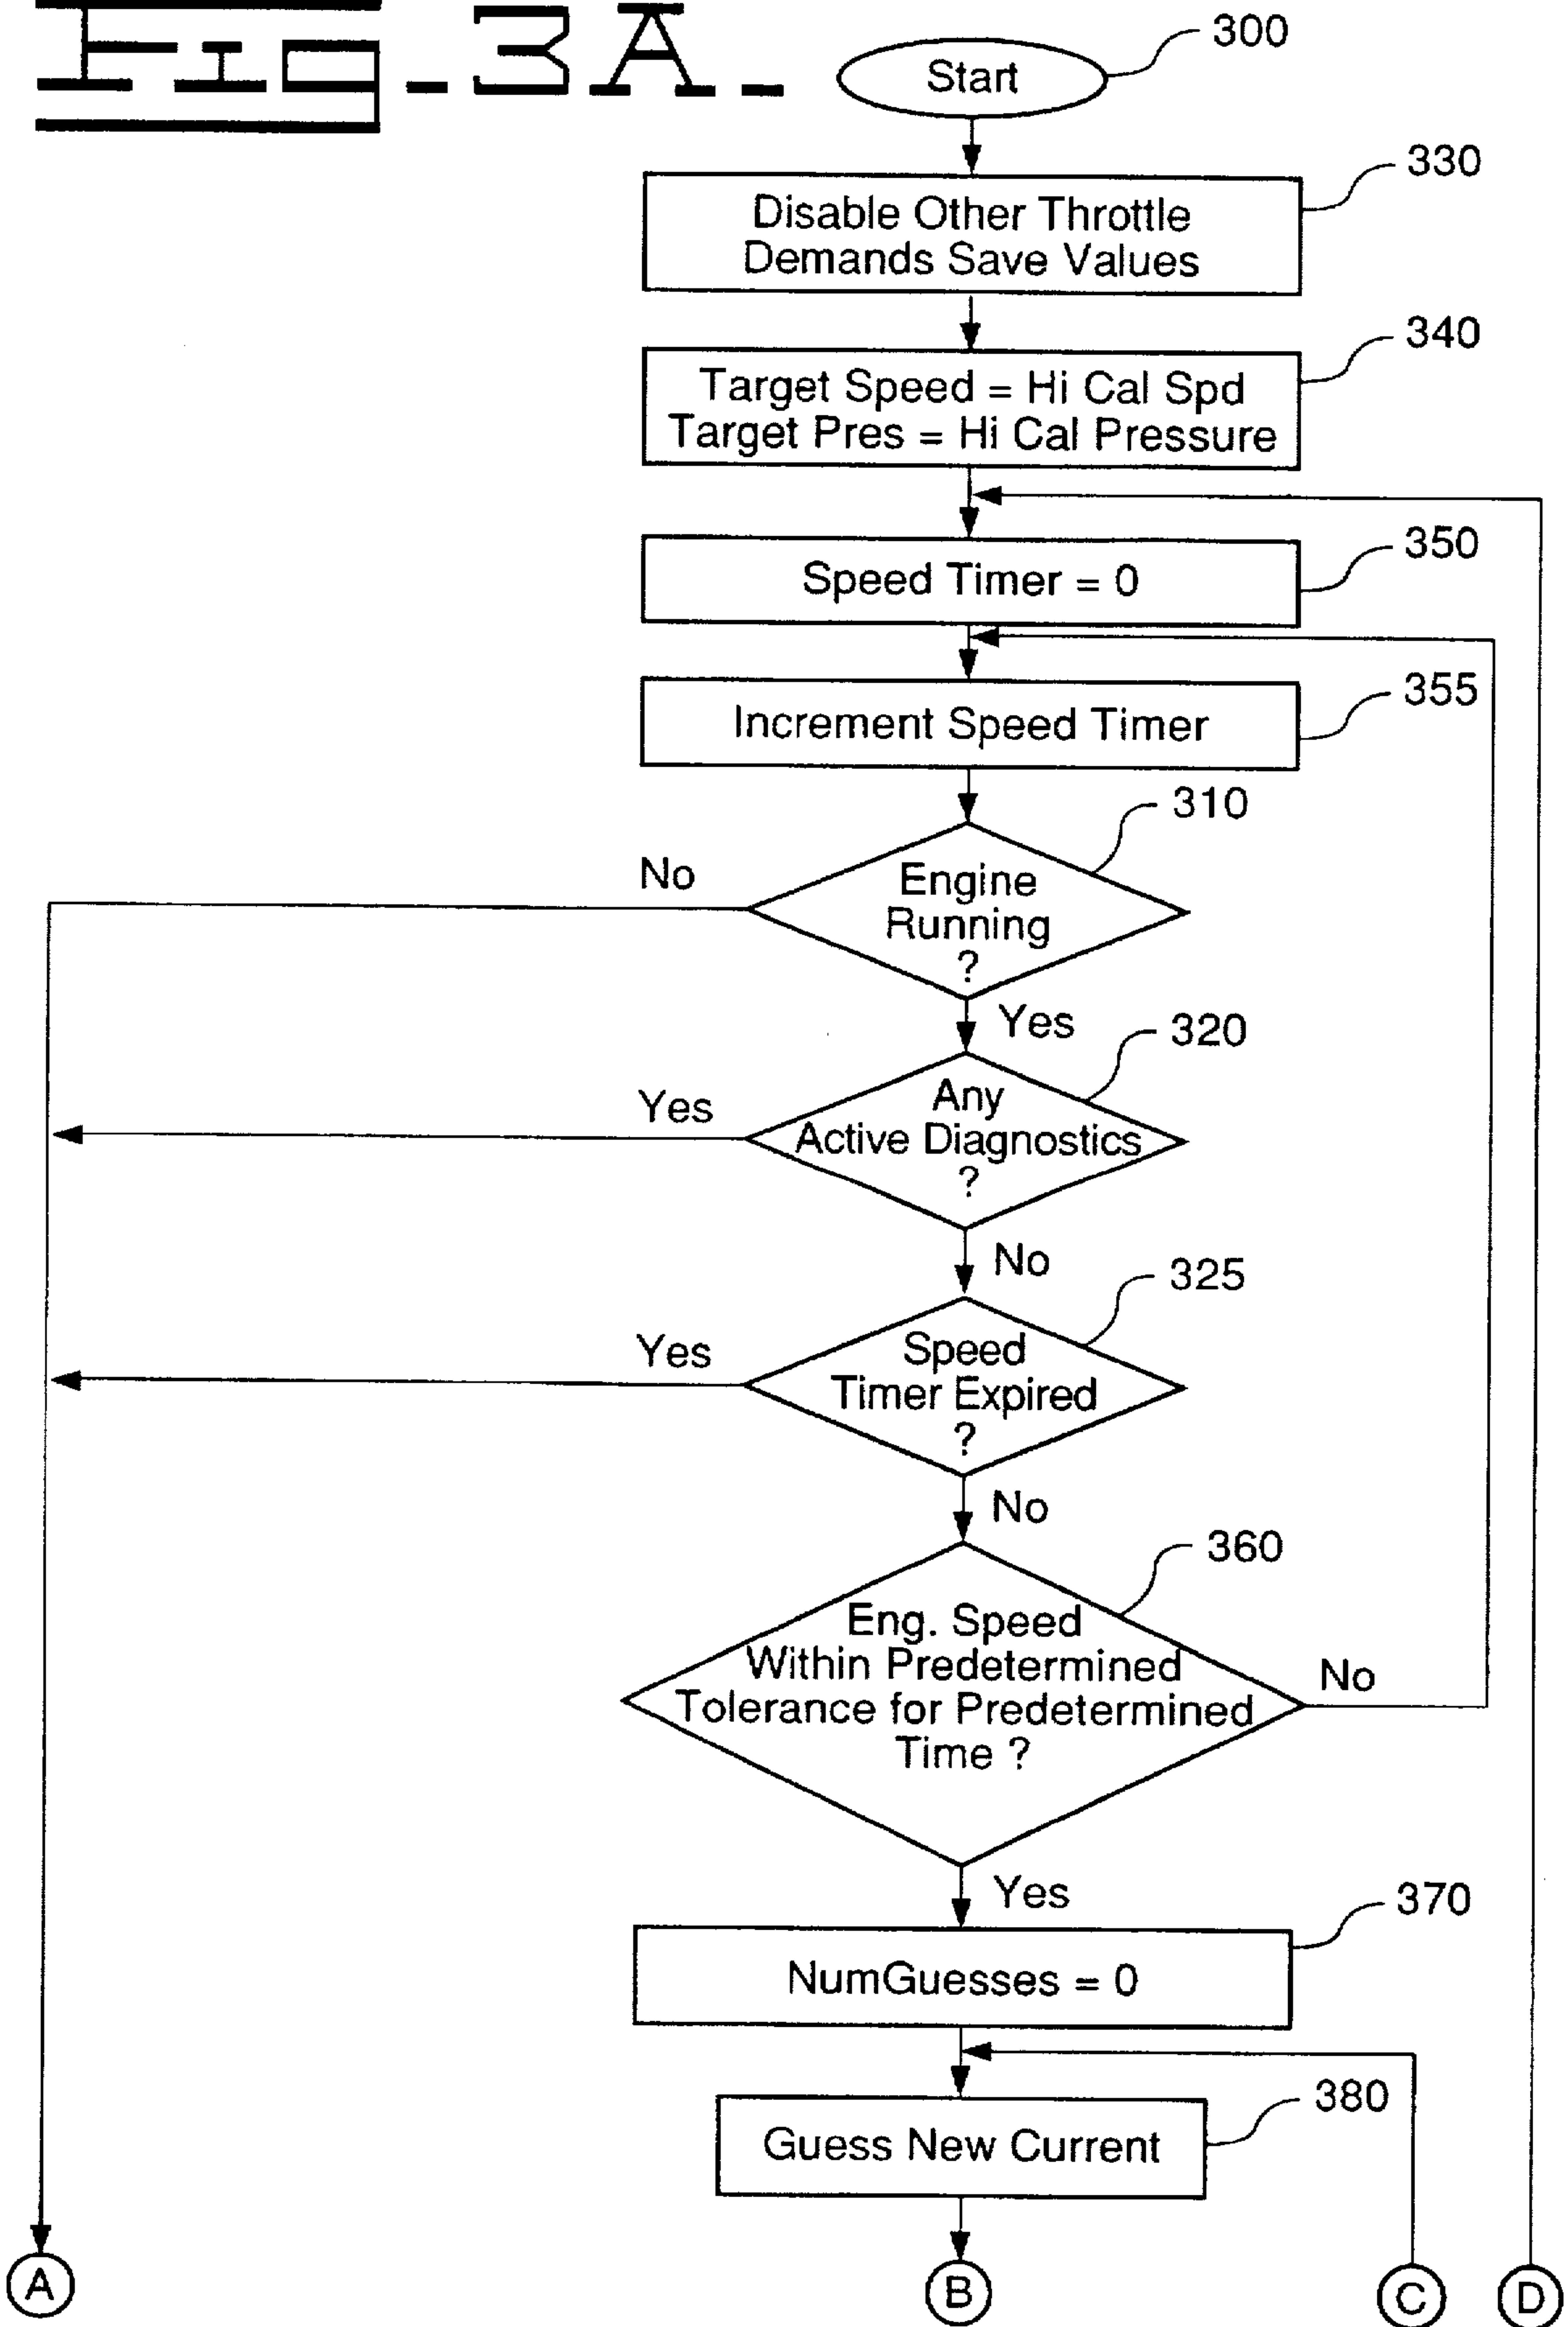 Fig-3A-
Start
300
330
Disable Other Throttle
Demands Save Values
340
Target Speed = Hi Cal Spd
Target Pres = Hi Cal Pressure
350
Speed Timer = 0
355
Increment Speed Timer
310
No
Engine
Running
?
Yes
320
Yes
Any
Active Diagnostics
?
No
325
Yes
Speed
Timer Expired
?
No
360
Eng. Speed
Within Predetermined
Tolerance for Predetermined
Time ?
No
Yes
370
NumGuesses = 0
380
Guess New Current
A
B
C
D